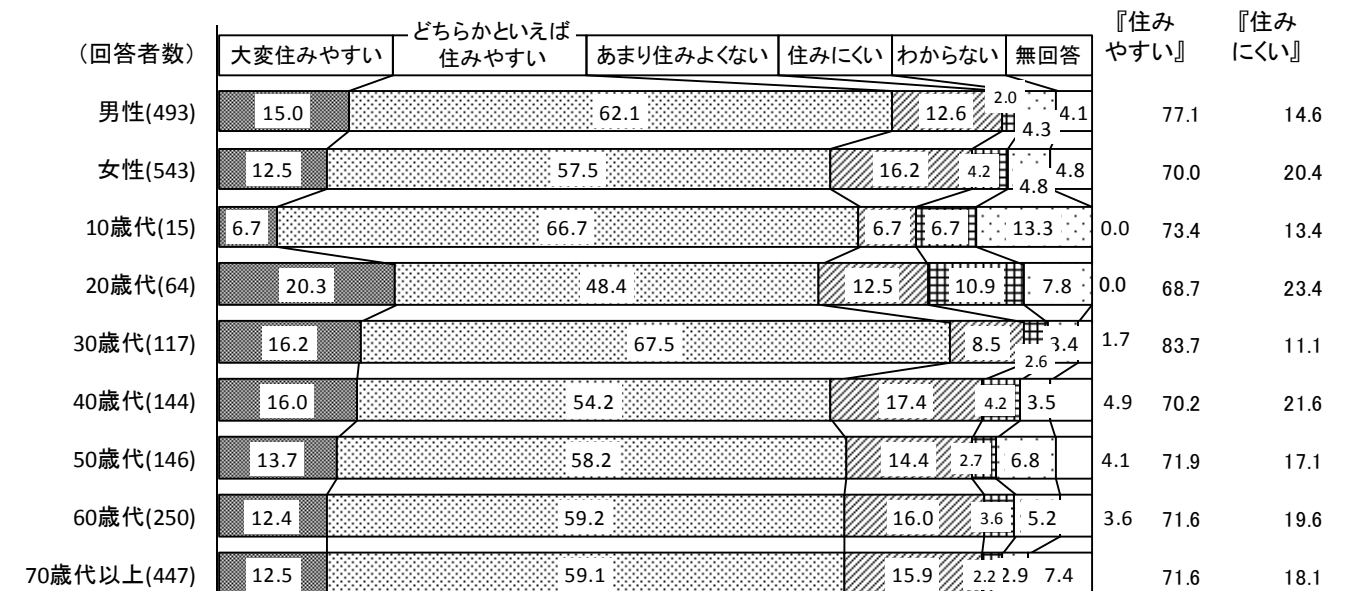 『住み 『住み
どちらかといえば
(回答者数) 大変住みやすい 住みやすい あまり住みよくない 住みにくい わからない 無回答 やすい』 にくい』
男性(493) 15.0 62.1 12.6 2.0 4.3 4.1 77.1 14.6
女性(543) 12.5 57.5 16.2 4.2 4.8 4.8 70.0 20.4
10歳代(15) 6.7 66.7 6.7 6.7 13.3 0.0 73.4 13.4
20歳代(64) 20.3 48.4 12.5 10.9 7.8 0.0 68.7 23.4
30歳代(117) 16.2 67.5 8.5 2.6 3.4 1.7 83.7 11.1
40歳代(144) 16.0 54.2 17.4 4.2 3.5 4.9 70.2 21.6
50歳代(146) 13.7 58.2 14.4 2.7 6.8 4.1 71.9 17.1
60歳代(250) 12.4 59.2 16.0 3.6 5.2 3.6 71.6 19.6
70歳代以上(447) 12.5 59.1 15.9 2.2 2.9 7.4 71.6 18.1